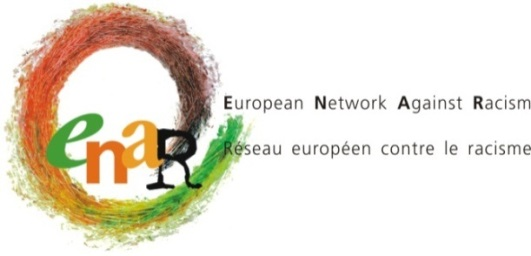 enaR
European Network Against Racism
Réseau européen contre le racisme